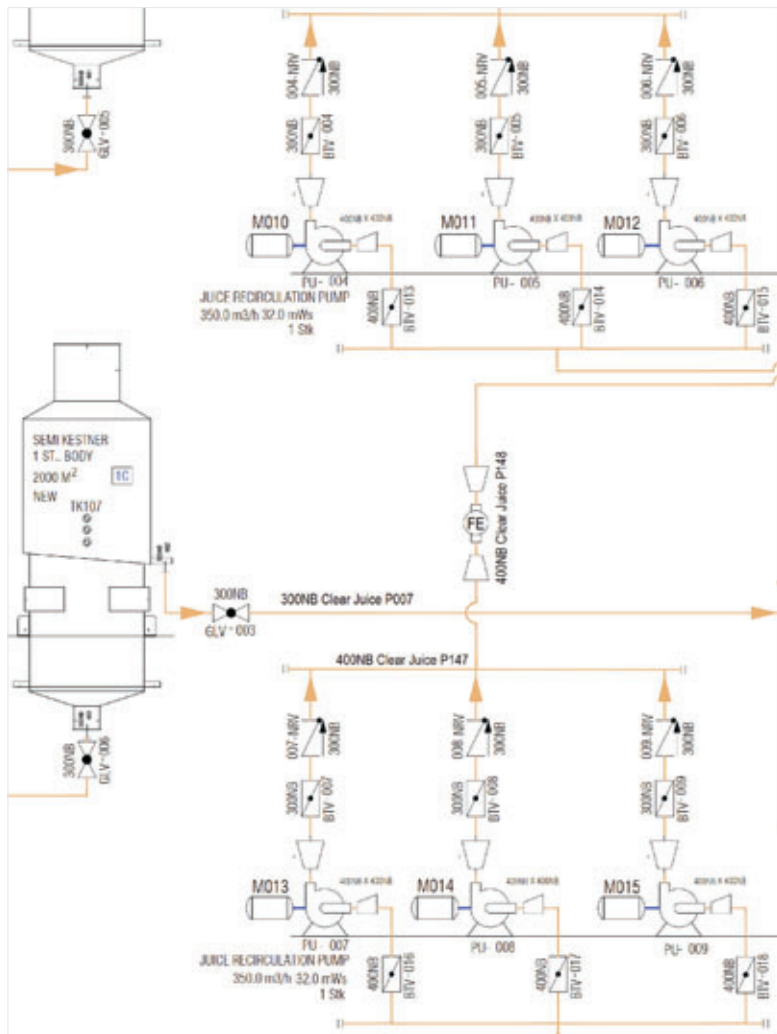 004-NRV
300NB
005-NRV
300NB
006-NRV
300NB
300NB
GLV-005
300NB
BTV-004
300NB
BTV-005
300NB
BTV-006
M010
400NB X 400NB
M011
400NB X 400NB
M012
400NB X 400NB
PU- 004
PU- 005
PU- 006
JUICE RECIRCULATION PUMP
350.0 m3/h 32.0 mWs
1 Stk
400NB
BTV-013
400NB
BTV-014
400NB
BTV-015
SEMI KESTNER
1 ST.. BODY
2000 M2
1C
NEW
TK107
FE
400NB Clear Juice P148
300NB
GLV-003
300NB Clear Juice P007
400NB Clear Juice P147
300NB
GLV-006
007-NRV
300NB
008-NRV
300NB
009-NRV
300NB
300NB
BTV-007
300NB
BTV-008
300NB
BTV-009
M013
400NB X 400NB
M014
400NB X 400NB
M015
400NB X 400NB
PU- 007
PU- 008
PU- 009
JUICE RECIRCULATION PUMP
350.0 m3/h 32.0 mWs
1 Stk
400NB
BTV-016
400NB
BTV-017
400NB
BTV-018